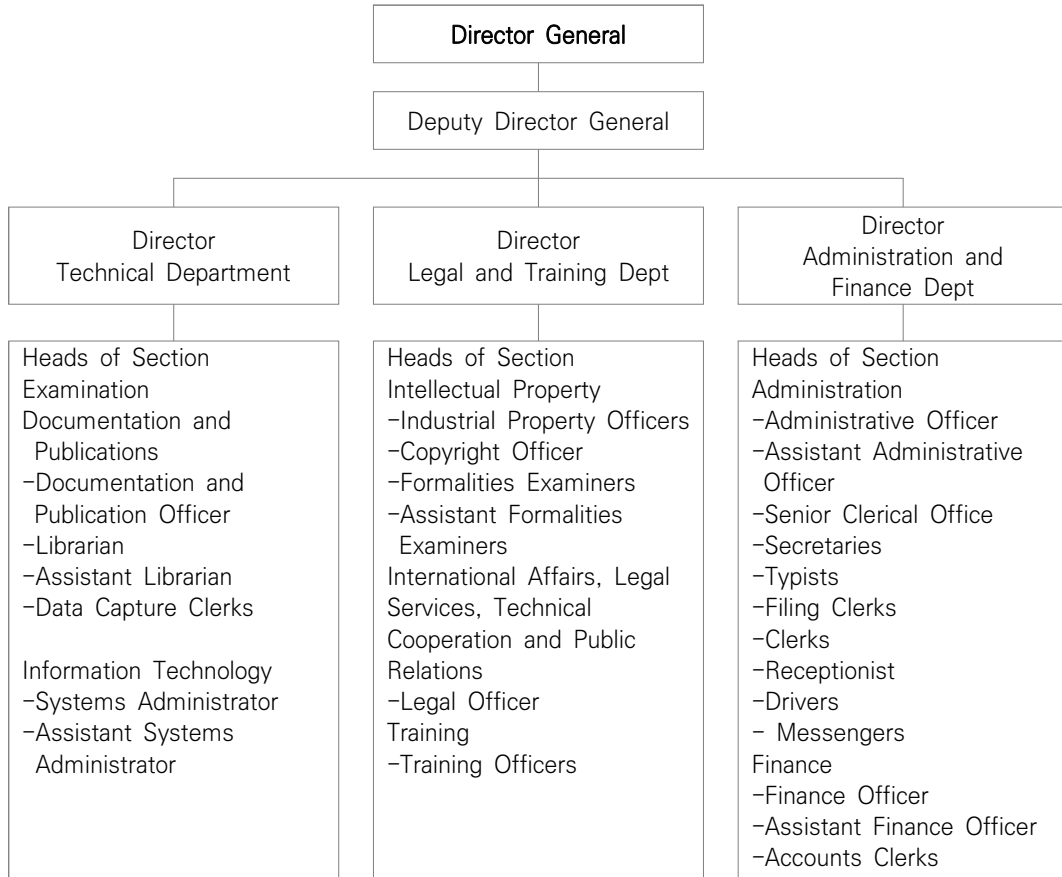 Director General
Deputy Director General
Director
Technical Department
Director
Legal and Training Dept
Director
Administration and
Finance Dept
Heads of Section
Examination
Documentation and
Publications
-Documentation and
Publication Officer
-Librarian
-Assistant Librarian
-Data Capture Clerks
Information Technology
-Systems Administrator
-Assistant Systems
Administrator
Heads of Section
Intellectual Property
-Industrial Property Officers
-Copyright Officer
-Formalities Examiners
-Assistant Formalities
Examiners
International Affairs, Legal
Services, Technical
Cooperation and Public
Relations
-Legal Officer
Training
-Training Officers
Heads of Section
Administration
-Administrative Officer
-Assistant Administrative
Officer
-Senior Clerical Office
-Secretaries
-Typists
-Filing Clerks
-Clerks
-Receptionist
-Drivers
- Messengers
Finance
-Finance Officer
-Assistant Finance Officer
-Accounts Clerks